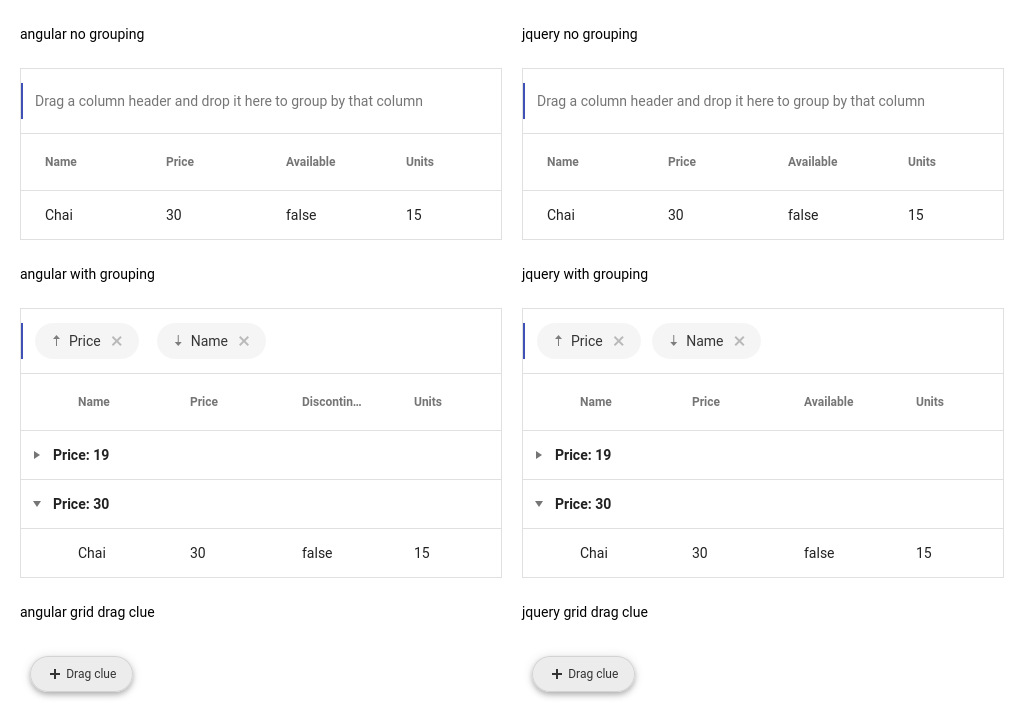 angular no grouping
jquery no grouping
Drag a column header and drop it here to group by that column
Drag a column header and drop it here to group by that column
Name Price Available Units
Name Price Available Units
Chai 30 false 15
Chai 30 false 15
angular with grouping
jquery with grouping
↑ Price × ↓ Name ×
↑ Price × ↓ Name ×
Name Price Discontin... Units
Name Price Available Units
Price: 19
Price: 19
Price: 30
Price: 30
Chai 30 false 15
Chai 30 false 15
angular grid drag clue
jquery grid drag clue
+ Drag clue
+ Drag clue